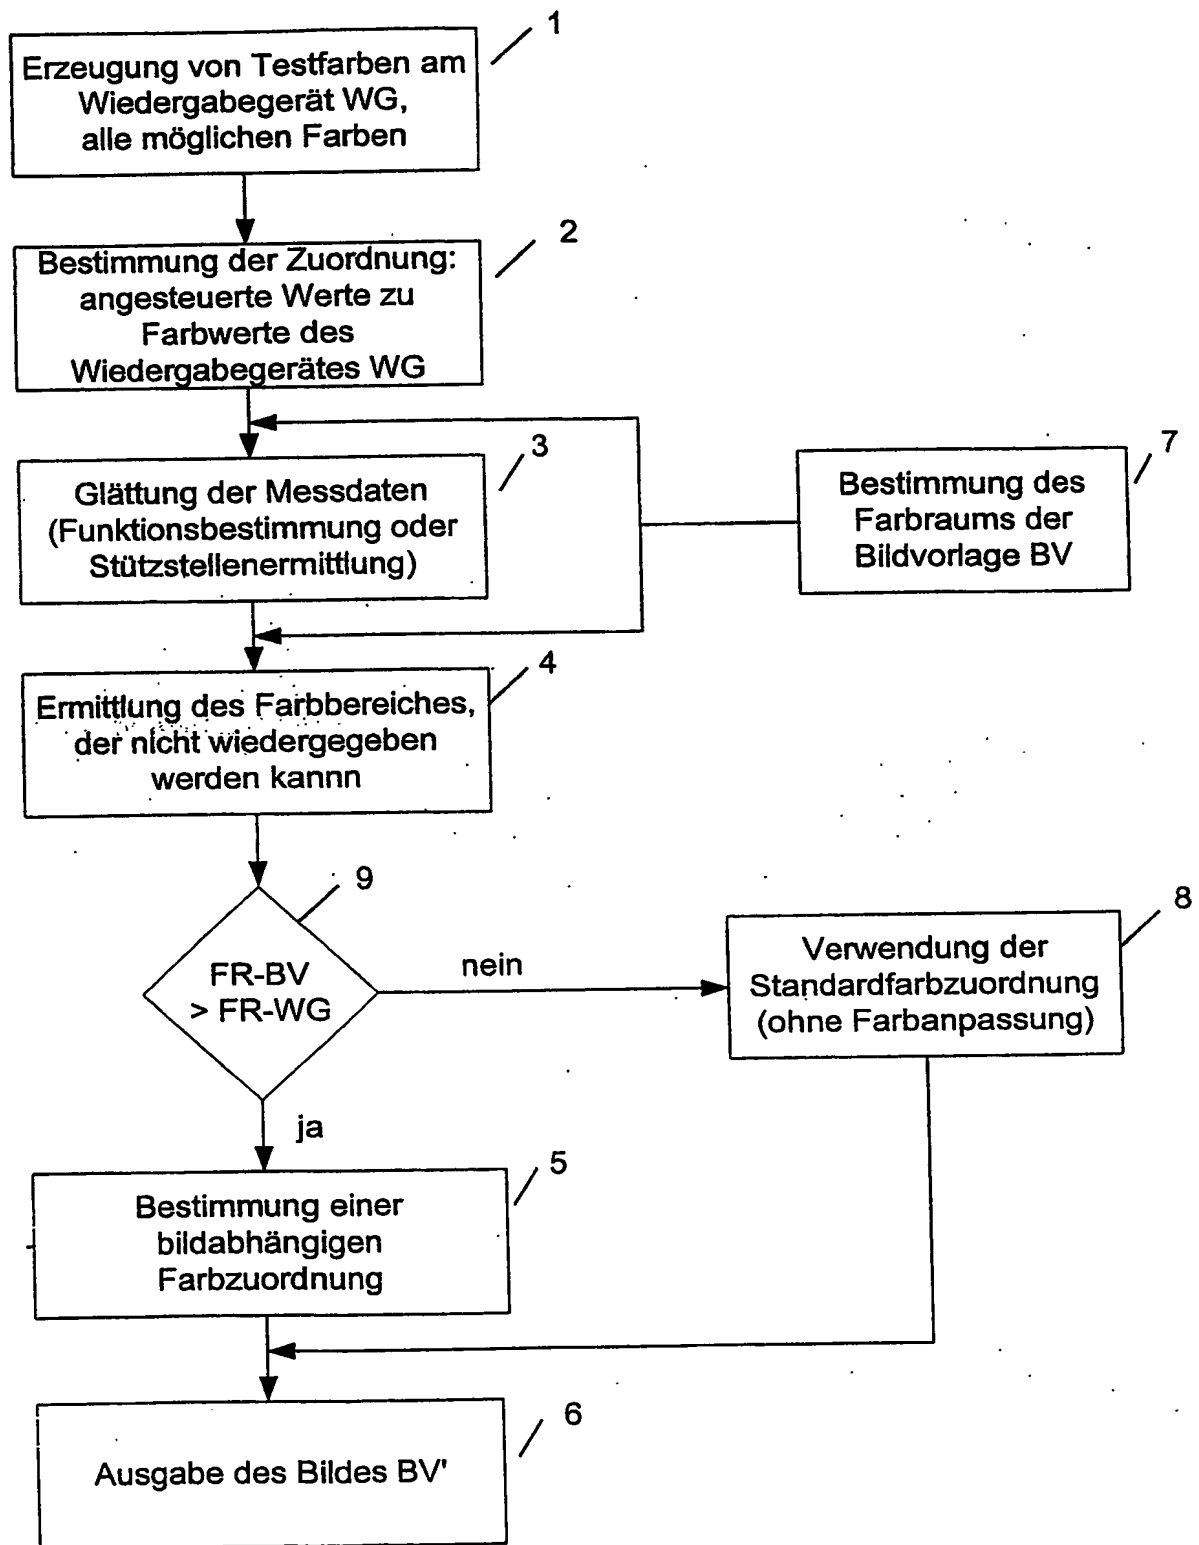 1
Erzeugung von Testfarben am
Wiedergabegerät WG,
alle möglichen Farben
2
Bestimmung der Zuordnung:
angesteuerte Werte zu
Farbwerte des
Wiedergabegerätes WG
3
Glättung der Messdaten
(Funktionsbestimmung oder
Stützstellenermittlung)
7
Bestimmung des
Farbraums der
Bildvorlage BV
4
Ermittlung des Farbbereiches,
der nicht wiedergegeben
werden kannn
9
FR-BV
> FR-WG
nein
8
Verwendung der
Standardfarbzuordnung
(ohne Farbanpassung)
ja
5
Bestimmung einer
bildabhängigen
Farbzuordnung
6
Ausgabe des Bildes BV'